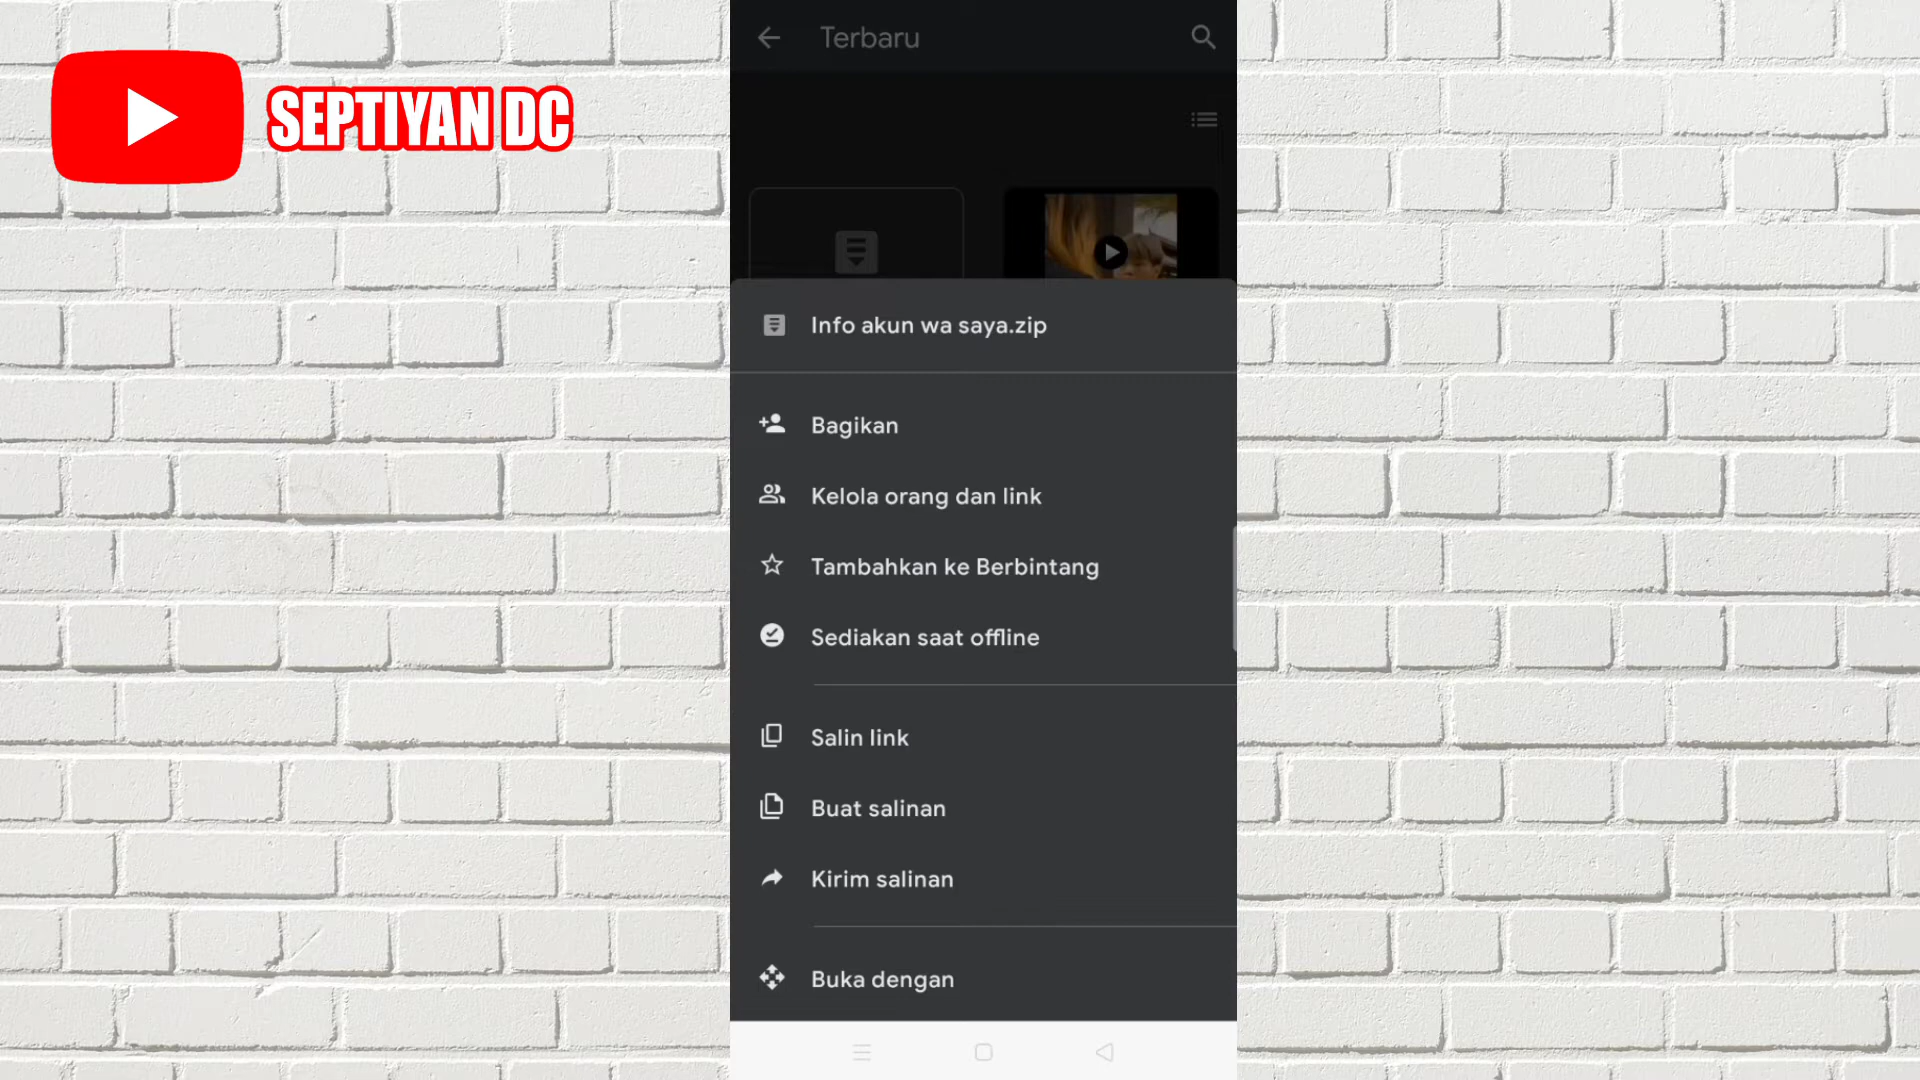 SEPTIYAN DC
Terbaru
Info akun wa saya.zip
Bagikan
Kelola orang dan link
Tambahkan ke Berbintang
Sediakan saat offline
Salin link
Buat salinan
Kirim salinan
Buka dengan